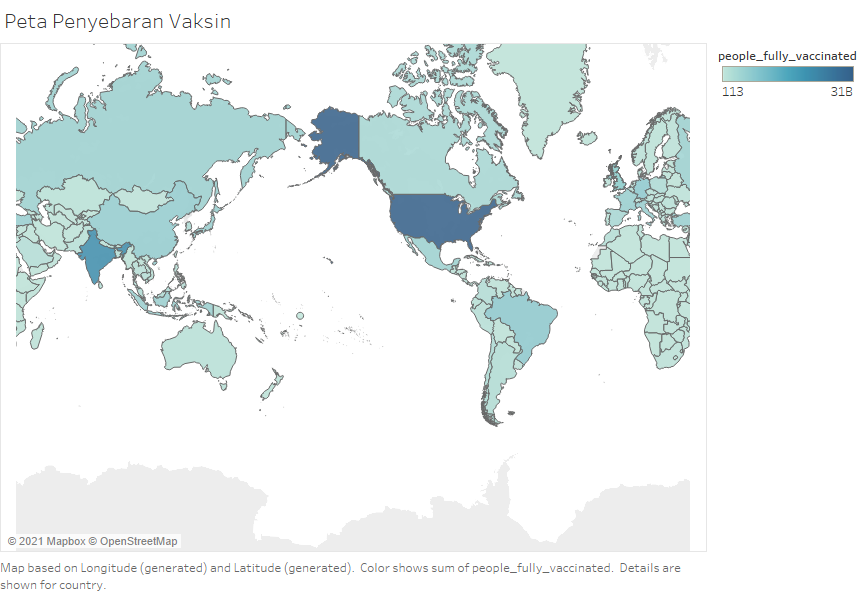 Peta Penyebaran Vaksin
people_fully_vaccinated
113 31B
© 2021 Mapbox © OpenStreetMap
Map based on Longitude (generated) and Latitude (generated). Color shows sum of people_fully_vaccinated. Details are
shown for country.